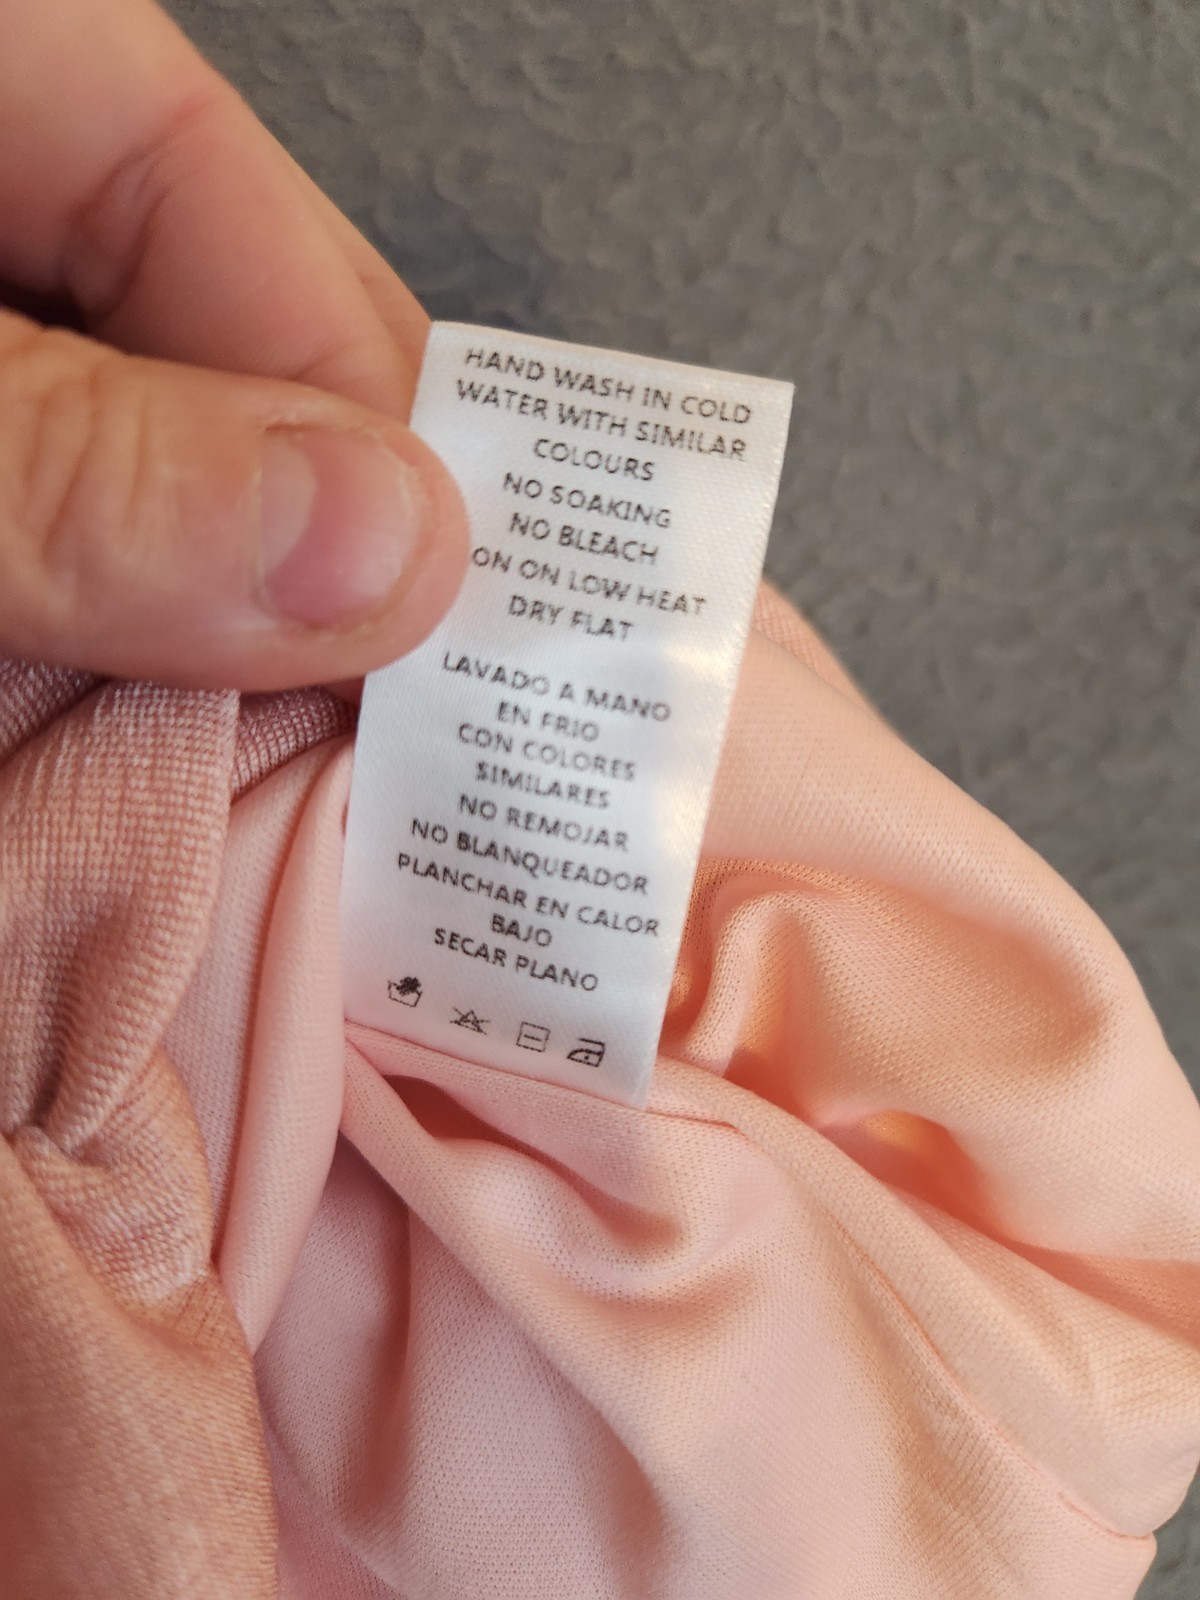 HAND WASH IN COLD
WATER WITH SIMILAR
COLOURS
NO SOAKING
NO BLEACH
ON ON LOW HEAT
DRY FLAT
LAVADO A MANO
EN FRIO
CON COLORES
SIMILARES
NO REMOJAR
NO BLANQUEADOR
PLANCHAR EN CALOR
BAJO
SECAR PLANO